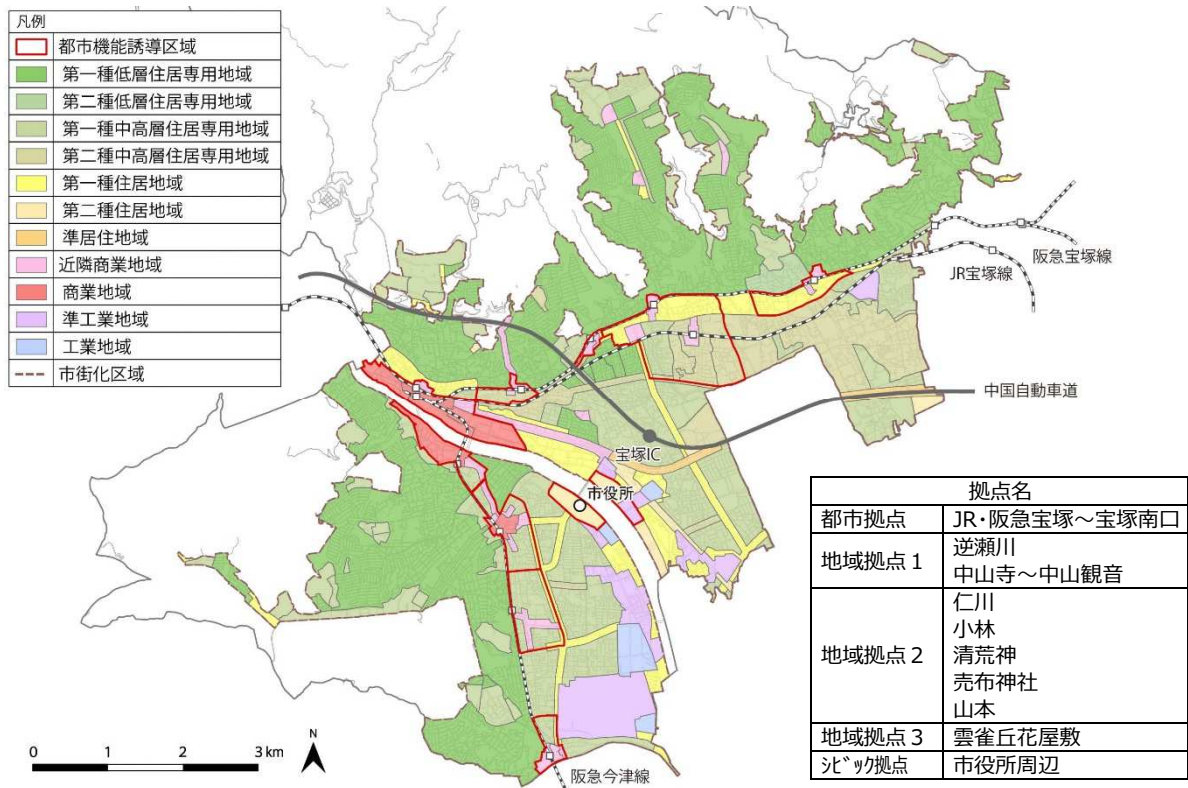 凡例
都市機能誘導区域
第一種低層住居専用地域
第二種低層住居専用地域
第一種中高層住居専用地域
第二種中高層住居専用地域
第一種住居地域
第二種住居地域
準居住地域
近隣商業地域
商業地域
準工業地域
工業地域
市街化区域
阪急宝塚線
JR宝塚線
中国自動車道
宝塚IC
市役所
阪急今津線
0 1 2 3 km
N
拠点名
都市拠点 JR・阪急宝塚～宝塚南口
地域拠点1 逆瀬川
中山寺～中山観音
地域拠点2 仁川
小林
清荒神
売布神社
山本
地域拠点3 雲雀丘花屋敷
ｼﾋﾞｯｸ拠点 市役所周辺